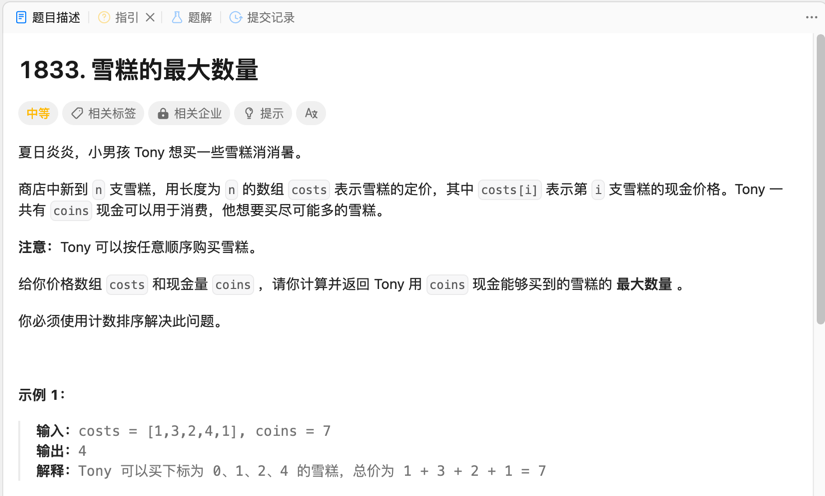 题目描述 指引 题解 提交记录
1833. 雪糕的最大数量
中等 相关标签 相关企业 提示 Az
夏日炎炎，小男孩 Tony 想买一些雪糕消消暑。
商店中新到 n 支雪糕，用长度为 n 的数组 costs 表示雪糕的定价，其中 costs[i] 表示第 i 支雪糕的现金价格。Tony 一
共有 coins 现金可以用于消费，他想要买尽可能多的雪糕。
注意：Tony 可以按任意顺序购买雪糕。
给你价格数组 costs 和现金量 coins ，请你计算并返回 Tony 用 coins 现金能够买到的雪糕的 最大数量 。
你必须使用计数排序解决此问题。
示例 1：
输入：costs = [1,3,2,4,1], coins = 7
输出：4
解释：Tony 可以买下标为 0、1、2、4 的雪糕，总价为 1 + 3 + 2 + 1 = 7